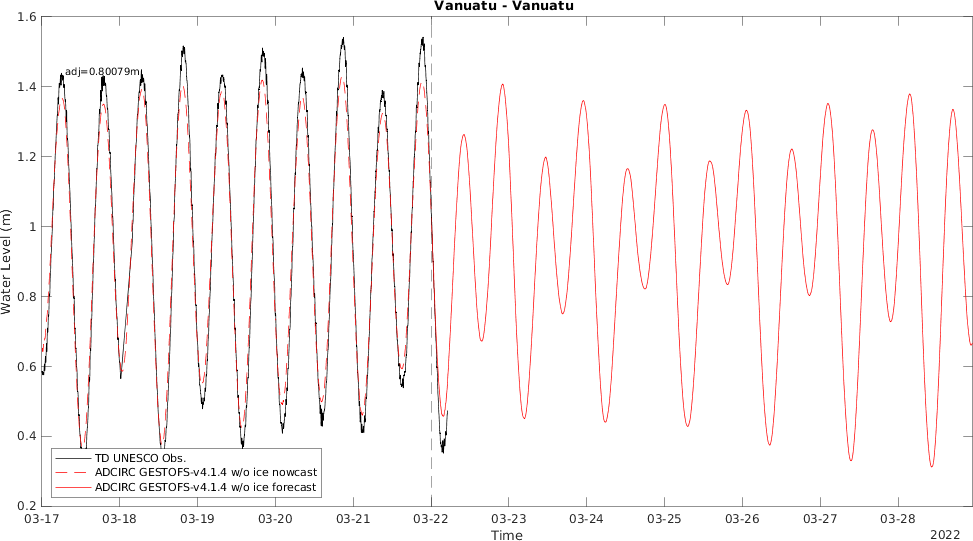 Vanuatu - Vanuatu
1.6
1.4
1.2
1
0.8
0.6
0.4
0.2
Water Level (m)
adj=0.80079m
TD UNESCO Obs.
ADCIRC GESTOFS-v4.1.4 w/o ice nowcast
ADCIRC GESTOFS-v4.1.4 w/o ice forecast
03-17 03-18 03-19 03-20 03-21 03-22 03-23 03-24 03-25 03-26 03-27 03-28
Time
2022